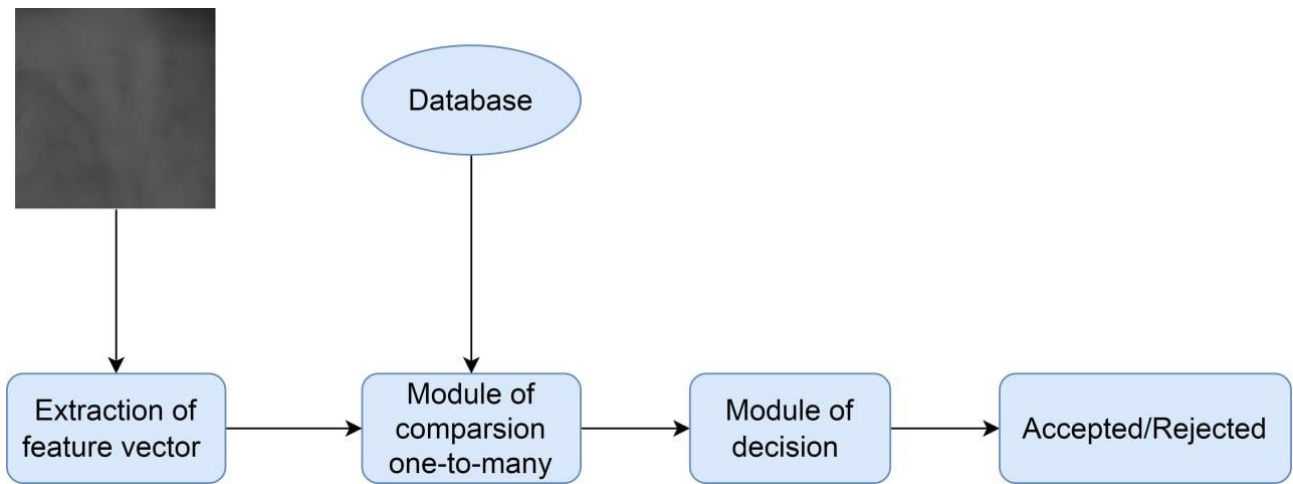 Database
Extraction of
feature vector
Module of
comparsion
one-to-many
Module of
decision
Accepted/Rejected